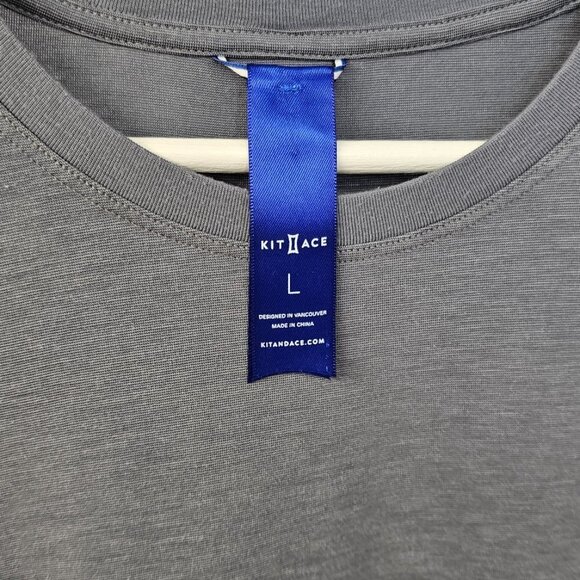 KIT ACE
L
DESIGNED IN VANCOUVER
MADE IN CHINA
KITANDACE.COM